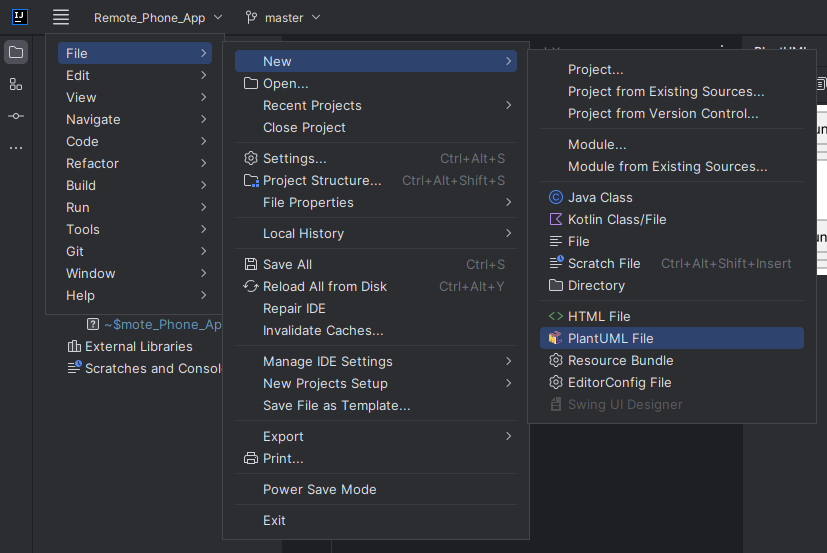 IJ
Remote_Phone_App
master
File
Edit
View
Navigate
Code
Refactor
Build
Run
Tools
Git
Window
Help
~$mote_Phone_Ap
External Libraries
Scratches and Consol
New
Open...
Recent Projects
Close Project
Settings... Ctrl+Alt+S
Project Structure... Ctrl+Alt+Shift+S
File Properties
Local History
Save All Ctrl+S
Reload All from Disk Ctrl+Alt+Y
Repair IDE
Invalidate Caches...
Manage IDE Settings
New Projects Setup
Save File as Template...
Export
Print...
Power Save Mode
Exit
Project...
Project from Existing Sources...
Project from Version Control...
Module...
Module from Existing Sources...
Java Class
Kotlin Class/File
File
Scratch File Ctrl+Alt+Shift+Insert
Directory
HTML File
PlantUML File
Resource Bundle
EditorConfig File
Swing UI Designer